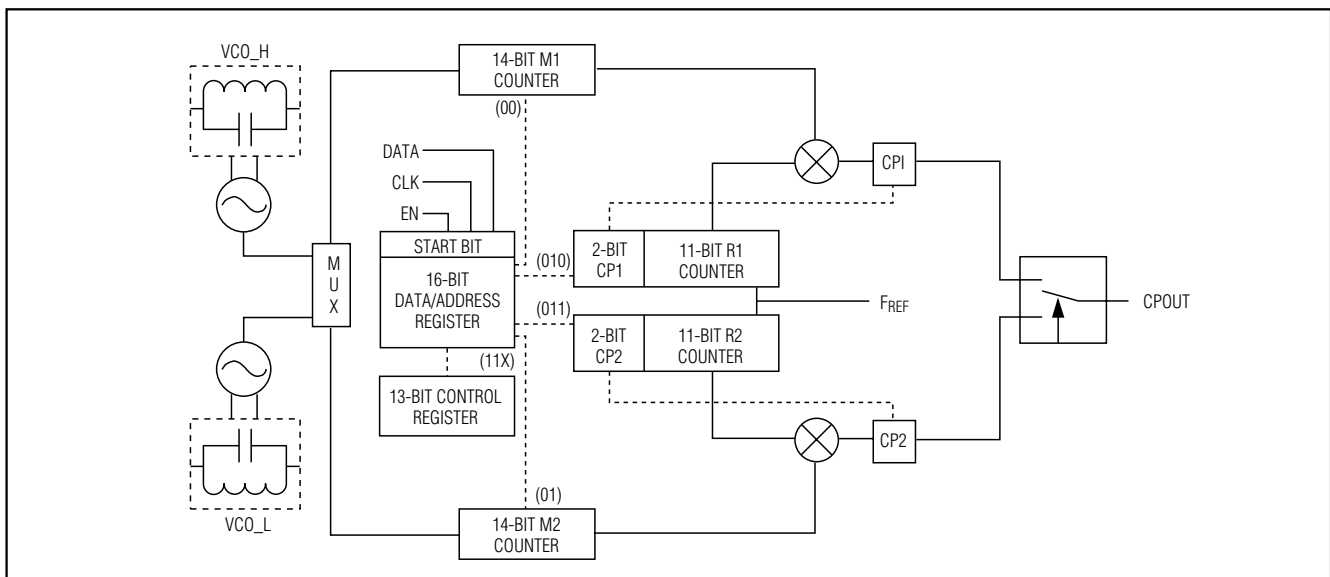 VCO_H
14-BIT M1
COUNTER
(00)
DATA
CLK
EN
CPI
START BIT
16-BIT
DATA/ADDRESS
REGISTER
(010)
2-BIT
CP1
11-BIT R1
COUNTER
M
U
X
FREF
CPOUT
(011)
2-BIT
CP2
11-BIT R2
COUNTER
(11X)
13-BIT CONTROL
REGISTER
CP2
(01)
14-BIT M2
COUNTER
VCO_L